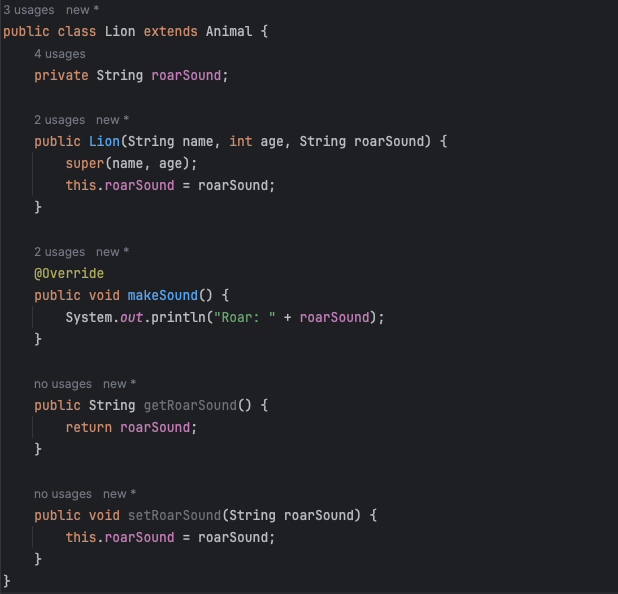 3 usages new *
public class Lion extends Animal {
4 usages
private String roarSound;
2 usages new *
public Lion(String name, int age, String roarSound) {
super(name, age);
this.roarSound = roarSound;
}
2 usages new *
@Override
public void makeSound() {
System.out.println("Roar: " + roarSound);
}
no usages new *
public String getRoarSound() {
return roarSound;
}
no usages new *
public void setRoarSound(String roarSound) {
this.roarSound = roarSound;
}
}